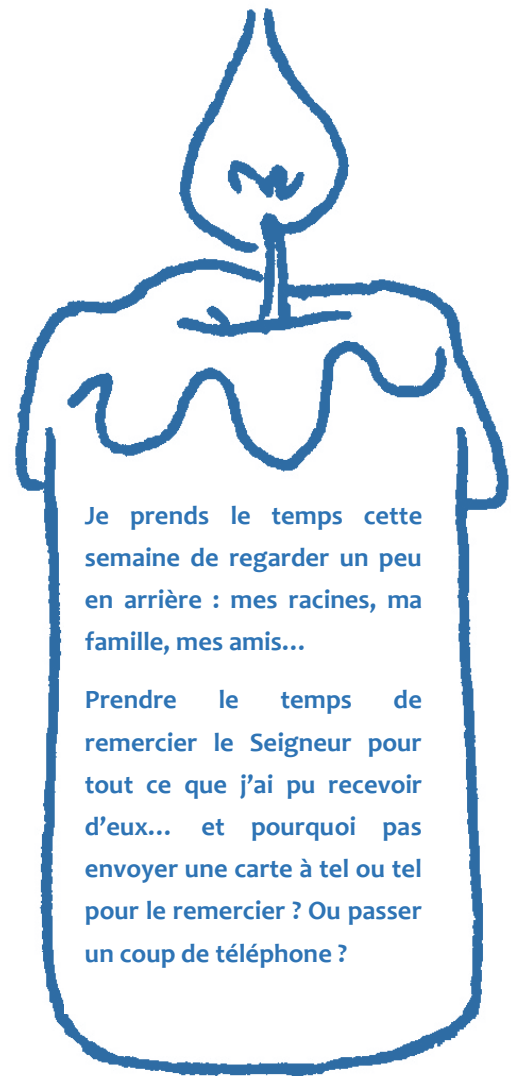 Je prends le temps cette
semaine de regarder un peu
en arrière : mes racines, ma
famille, mes amis…
Prendre le temps de
remercier le Seigneur pour
tout ce que j’ai pu recevoir
d’eux… et pourquoi pas
envoyer une carte à tel ou tel
pour le remercier ? Ou passer
un coup de téléphone ?